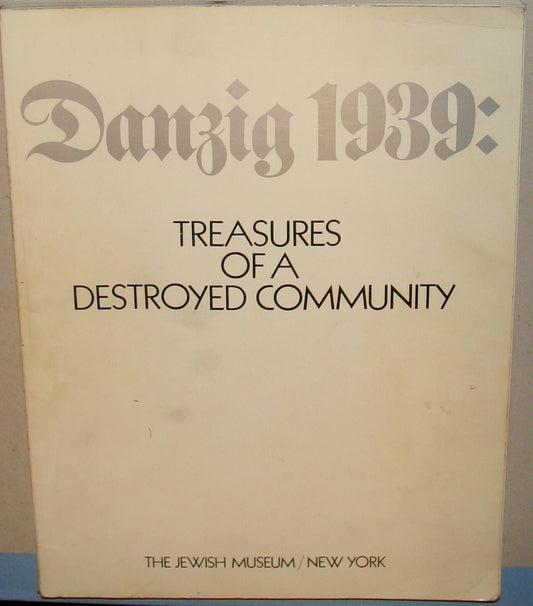 Danzig 1939:
TREASURES
OF A
DESTROYED COMMUNITY
THE JEWISH MUSEUM / NEW YORK